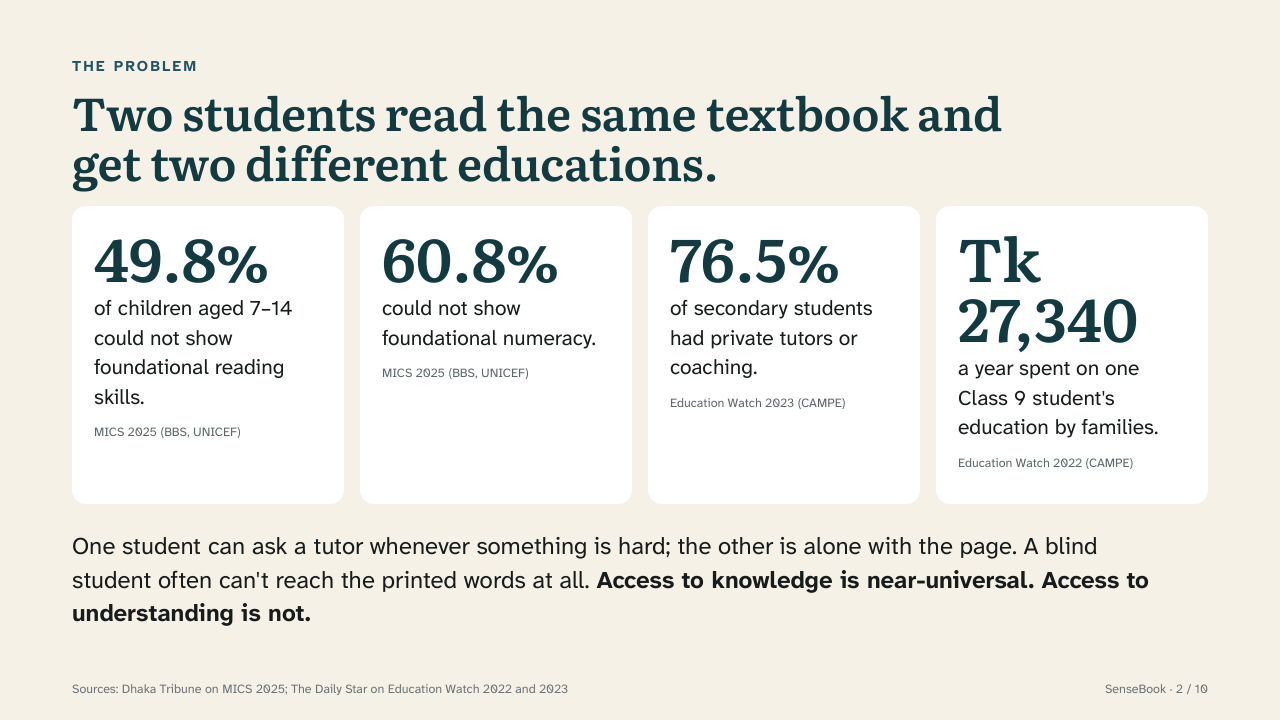 THE PROBLEM
Two students read the same textbook and
get two different educations.
49.8%
of children aged 7–14
could not show
foundational reading
skills.
MICS 2025 (BBS, UNICEF)
60.8%
could not show
foundational numeracy.
MICS 2025 (BBS, UNICEF)
76.5%
of secondary students
had private tutors or
coaching.
Education Watch 2023 (CAMPE)
Tk
27,340
a year spent on one
Class 9 student's
education by families.
Education Watch 2022 (CAMPE)
One student can ask a tutor whenever something is hard; the other is alone with the page. A blind
student often can't reach the printed words at all. Access to knowledge is near-universal. Access to
understanding is not.
Sources: Dhaka Tribune on MICS 2025; The Daily Star on Education Watch 2022 and 2023
SenseBook · 2 / 10